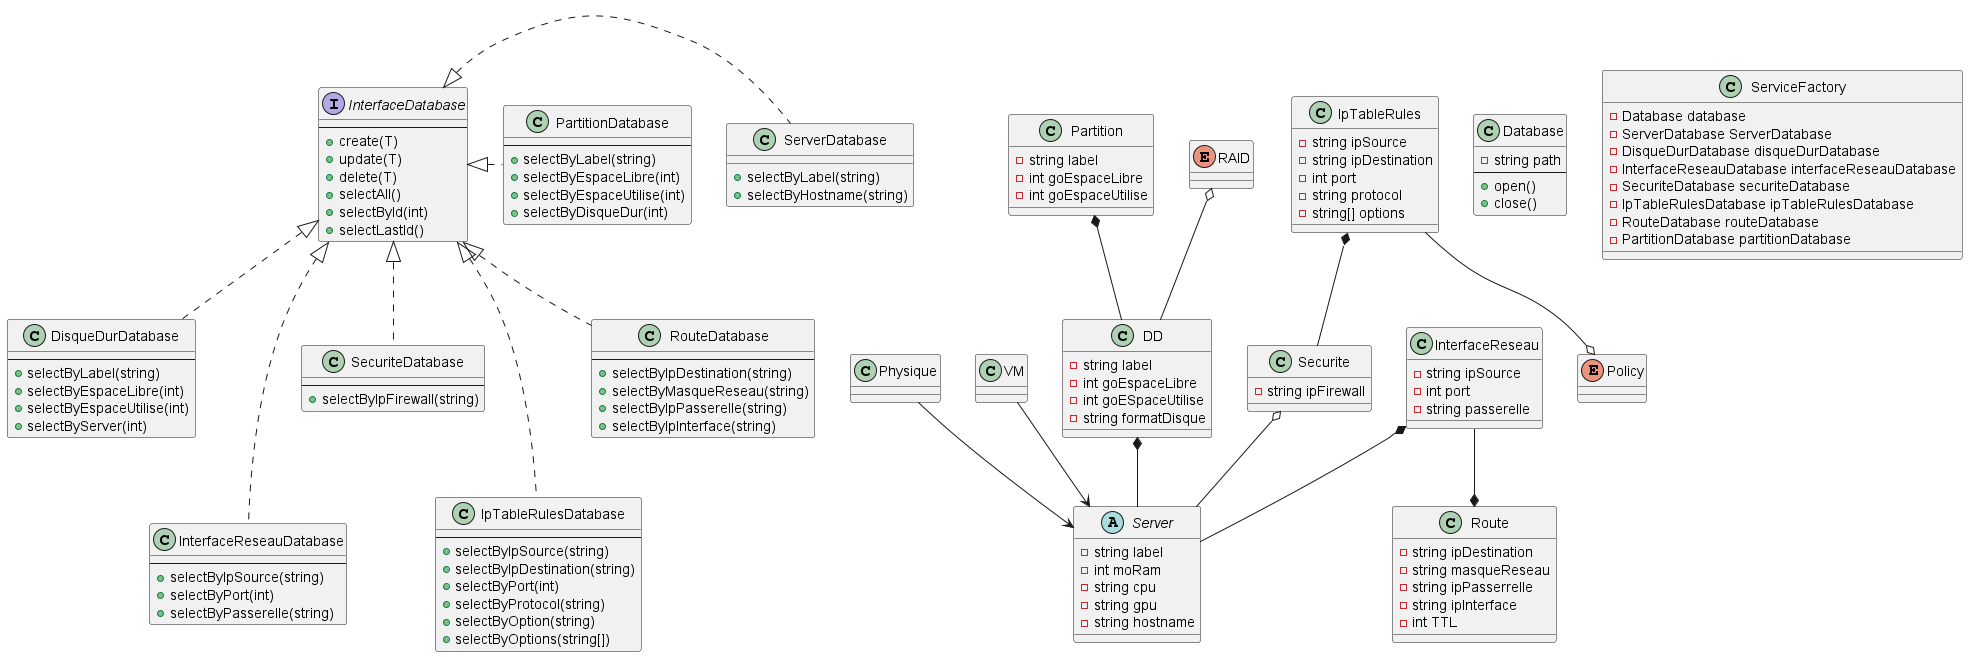 I InterfaceDatabase
create(T)
update(T)
delete(T)
selectAll()
selectById(int)
selectLastId()
C PartitionDatabase
selectByLabel(string)
selectByEspaceLibre(int)
selectByEspaceUtilise(int)
selectByDisqueDur(int)
C ServerDatabase
selectByLabel(string)
selectByHostname(string)
C Partition
string label
int goEspaceLibre
int goEspaceUtilise
E RAID
C IpTableRules
string ipSource
string ipDestination
int port
string protocol
string[] options
C Database
string path
open()
close()
C ServiceFactory
Database database
ServerDatabase ServerDatabase
DisqueDurDatabase disqueDurDatabase
InterfaceReseauDatabase interfaceReseauDatabase
SecuriteDatabase securiteDatabase
IpTableRulesDatabase ipTableRulesDatabase
RouteDatabase routeDatabase
PartitionDatabase partitionDatabase
C DisqueDurDatabase
selectByLabel(string)
selectByEspaceLibre(int)
selectByEspaceUtilise(int)
selectByServer(int)
C SecuriteDatabase
selectByIpFirewall(string)
C RouteDatabase
selectByIpDestination(string)
selectByMasqueReseau(string)
selectByIpPasserelle(string)
selectByIpInterface(string)
C Physique
C VM
C DD
string label
int goEspaceLibre
int goESpaceUtilise
string formatDisque
C Securite
string ipFirewall
C InterfaceReseau
string ipSource
int port
string passerelle
E Policy
C InterfaceReseauDatabase
selectByIpSource(string)
selectByPort(int)
selectByPasserelle(string)
C IpTableRulesDatabase
selectByIpSource(string)
selectByIpDestination(string)
selectByPort(int)
selectByProtocol(string)
selectByOption(string)
selectByOptions(string[])
A Server
string label
int moRam
string cpu
string gpu
string hostname
C Route
string ipDestination
string masqueReseau
string ipPasserrelle
string ipInterface
int TTL